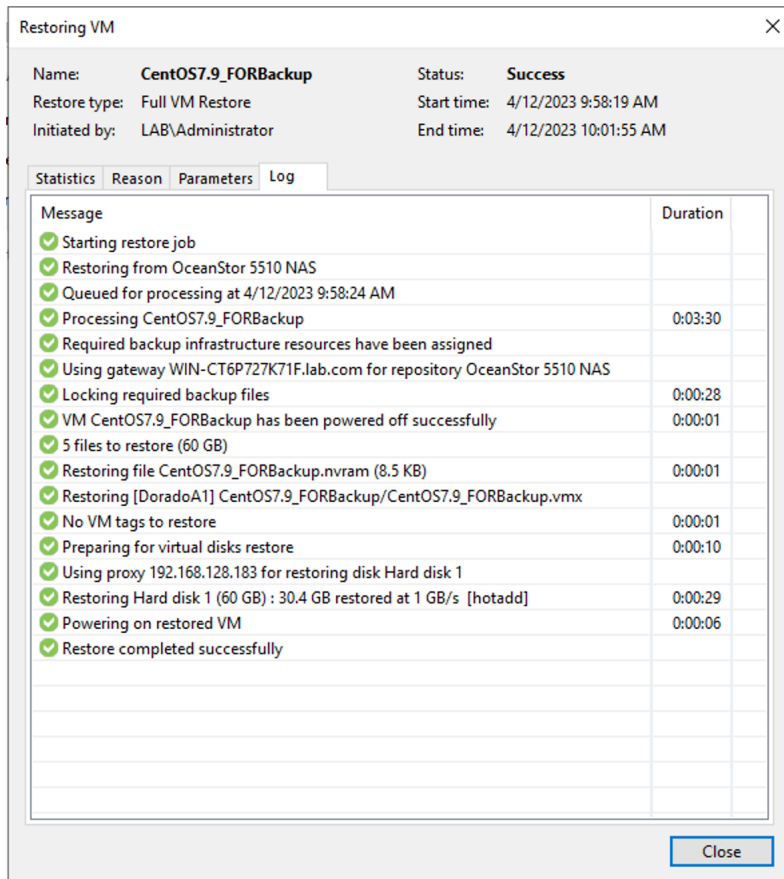 Restoring VM
Name: CentOS7.9_FORBackup Status: Success
Restore type: Full VM Restore Start time: 4/12/2023 9:58:19 AM
Initiated by: LAB\Administrator End time: 4/12/2023 10:01:55 AM
Statistics Reason Parameters Log
Message Duration
Starting restore job
Restoring from OceanStor 5510 NAS
Queued for processing at 4/12/2023 9:58:24 AM
Processing CentOS7.9_FORBackup 0:03:30
Required backup infrastructure resources have been assigned
Using gateway WIN-CT6P727K71F.lab.com for repository OceanStor 5510 NAS
Locking required backup files 0:00:28
VM CentOS7.9_FORBackup has been powered off successfully 0:00:01
5 files to restore (60 GB)
Restoring file CentOS7.9_FORBackup.nvram (8.5 KB) 0:00:01
Restoring [DoradoA1] CentOS7.9_FORBackup/CentOS7.9_FORBackup.vmx
No VM tags to restore 0:00:01
Preparing for virtual disks restore 0:00:10
Using proxy 192.168.128.183 for restoring disk Hard disk 1
Restoring Hard disk 1 (60 GB) : 30.4 GB restored at 1 GB/s [hotadd] 0:00:29
Powering on restored VM 0:00:06
Restore completed successfully
Close